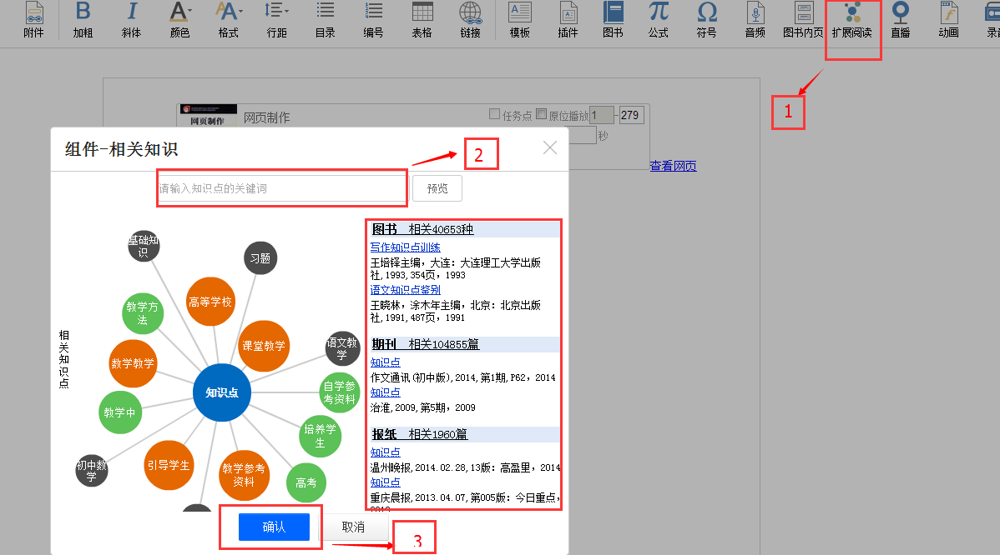 附件 加粗 斜体 颜色 格式 行距 目录 编号 表格 链接 模板 插件 图书 公式 符号 音频 图书内页 扩展阅读 直播 动画
1
网页制作
网页制作
任务点 原位播放 1 - 279
秒
查看网页
组件-相关知识
2
请输入知识点的关键词
预览
相关知识点
基础知识
习题
高等学校
教学方法
课堂教学
语文教学
数学教学
知识点
自学参考资料
教学中
培养学生
引导学生
初中数学
教学参考资料
高考
图书 相关40653种
写作知识点训练
王培铎主编，大连：大连理工大学出版
社,1993,354页，1993
语文知识点鉴别
王晓林，涂木年主编，北京：北京出版
社,1991,487页，1991
期刊 相关104855篇
知识点
作文通讯(初中版),2014,第1期,P62，2014
知识点
治淮,2009,第5期，2009
报纸 相关1960篇
知识点
温州晚报,2014.02.28,13版：高盈里，2014
知识点
重庆晨报,2013.04.07,第005版：今日重点，
确认
取消
3